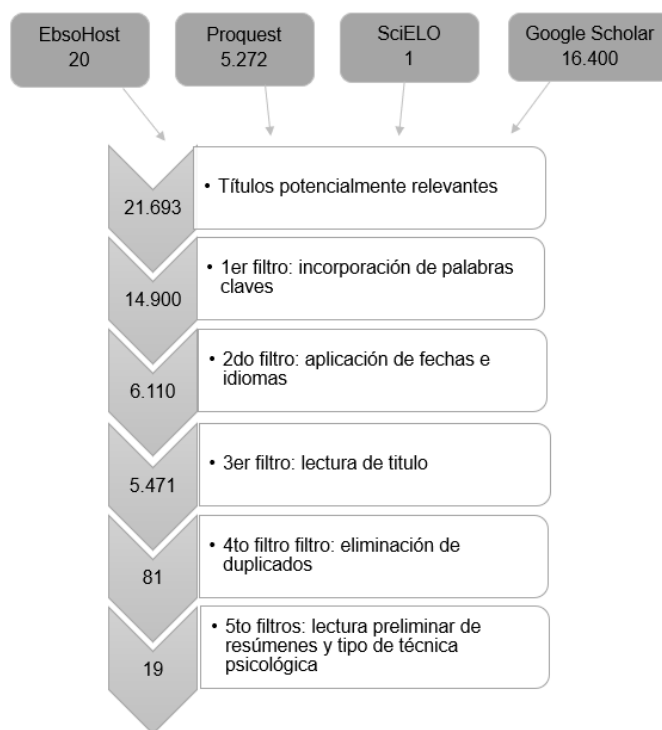 EbsoHost
20
Proquest
5.272
SciELO
1
Google Scholar
16.400
21.693
• Títulos potencialmente relevantes
14.900
• 1er filtro: incorporación de palabras
claves
6.110
• 2do filtro: aplicación de fechas e
idiomas
5.471
• 3er filtro: lectura de titulo
81
• 4to filtro filtro: eliminación de
duplicados
19
• 5to filtros: lectura preliminar de
resúmenes y tipo de técnica
psicológica